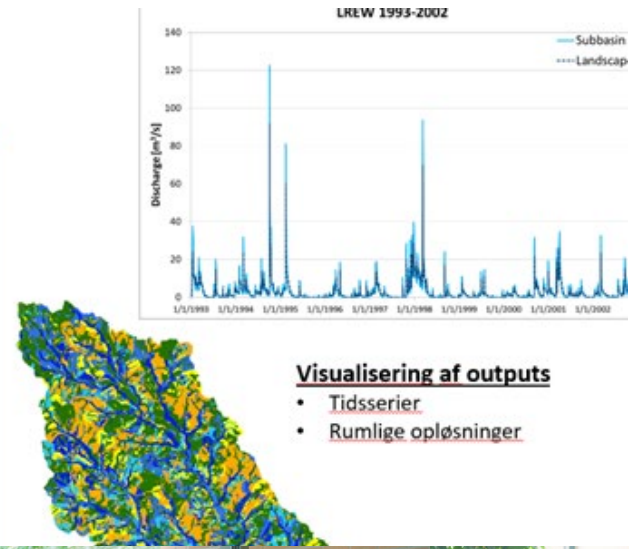 LREW 1993-2002
140
Subbasin
120
Landscap
100
Discharge [m³/s]
80
60
40
20
0
1/1/1993 1/1/1994 1/1/1995 1/1/1996 1/1/1997 1/1/1998 1/1/1999 1/1/2000 1/1/2001 1/1/2002
Visualisering af outputs
• Tidsserier
• Rumlige opløsninger